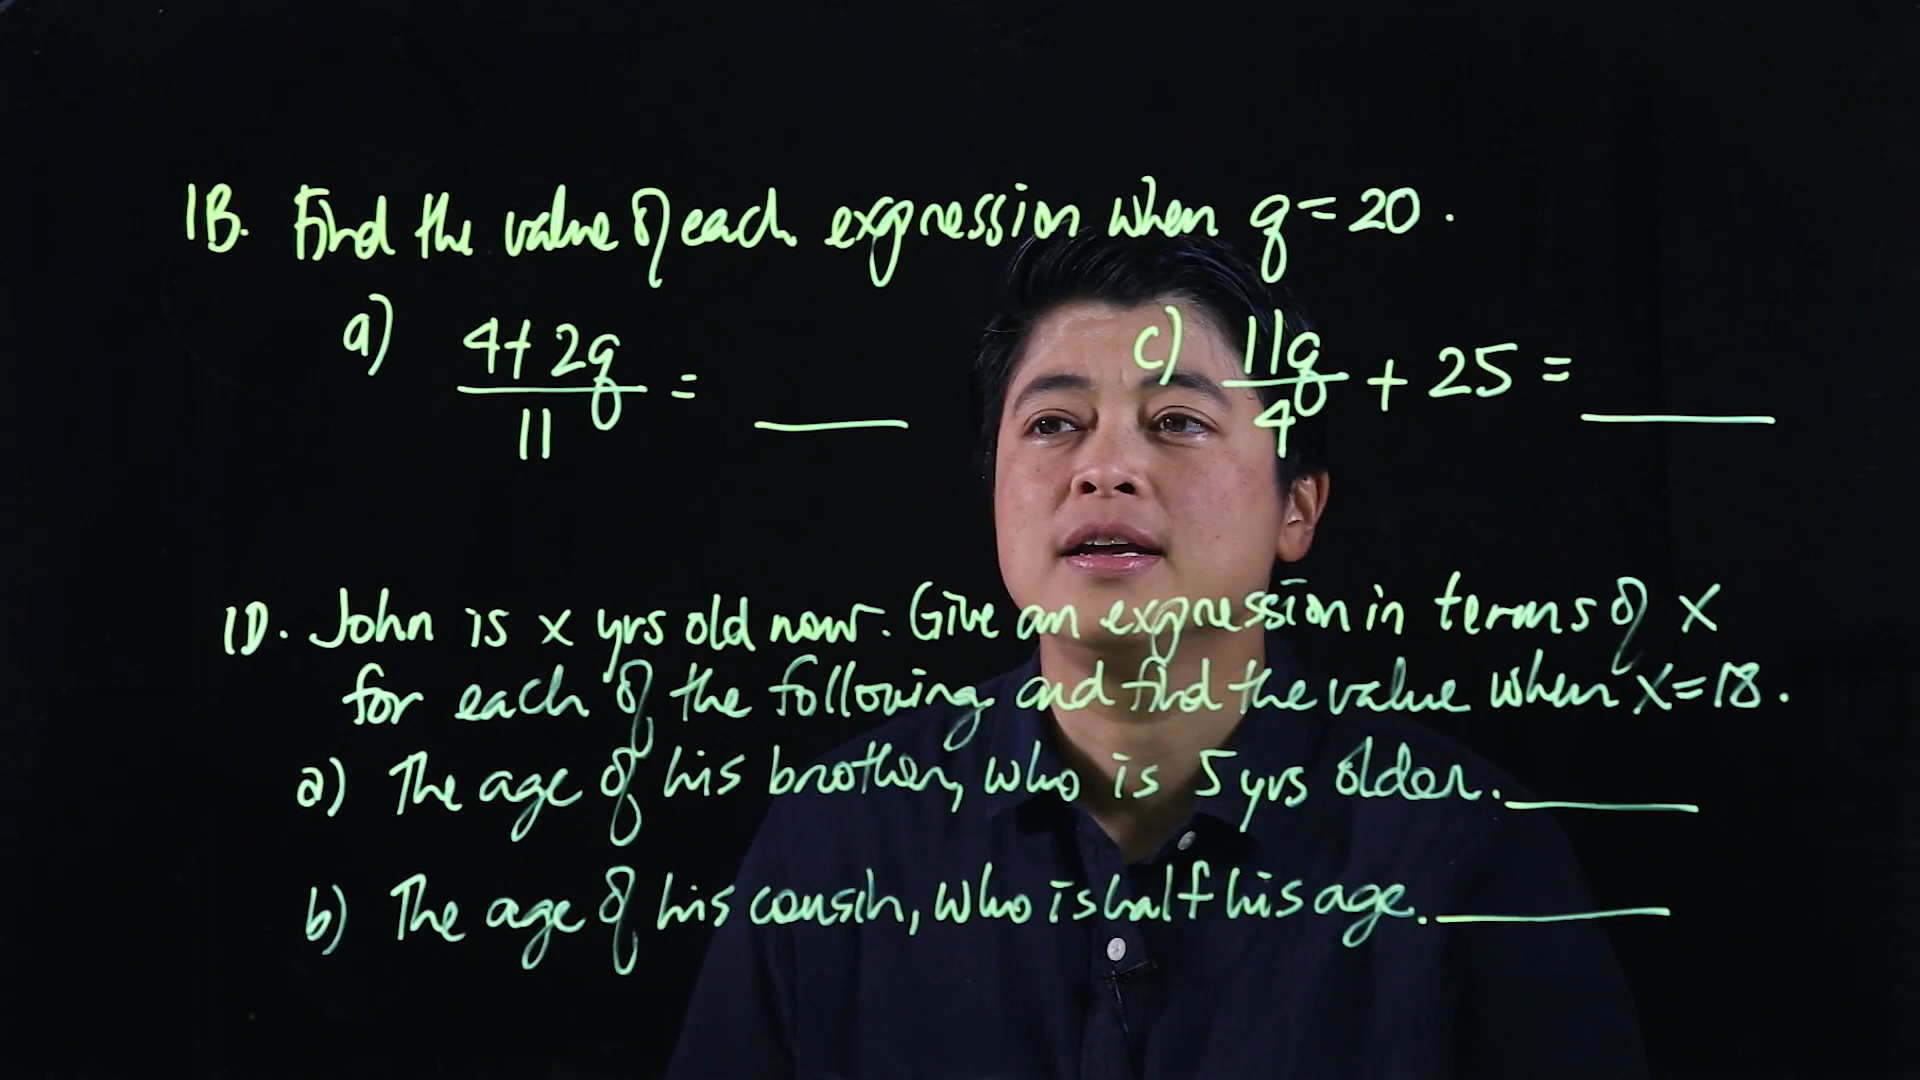 1B. Find the value of each expression when q = 20.
a) 4 + 2q / 11 = ____ c) 11q / 4 + 25 = ____
1D. John is x yrs old now. Give an expression in terms of x
for each of the following and find the value when x = 18.
a) The age of his brother, who is 5 yrs older. ____
b) The age of his cousin, who is half his age. ____